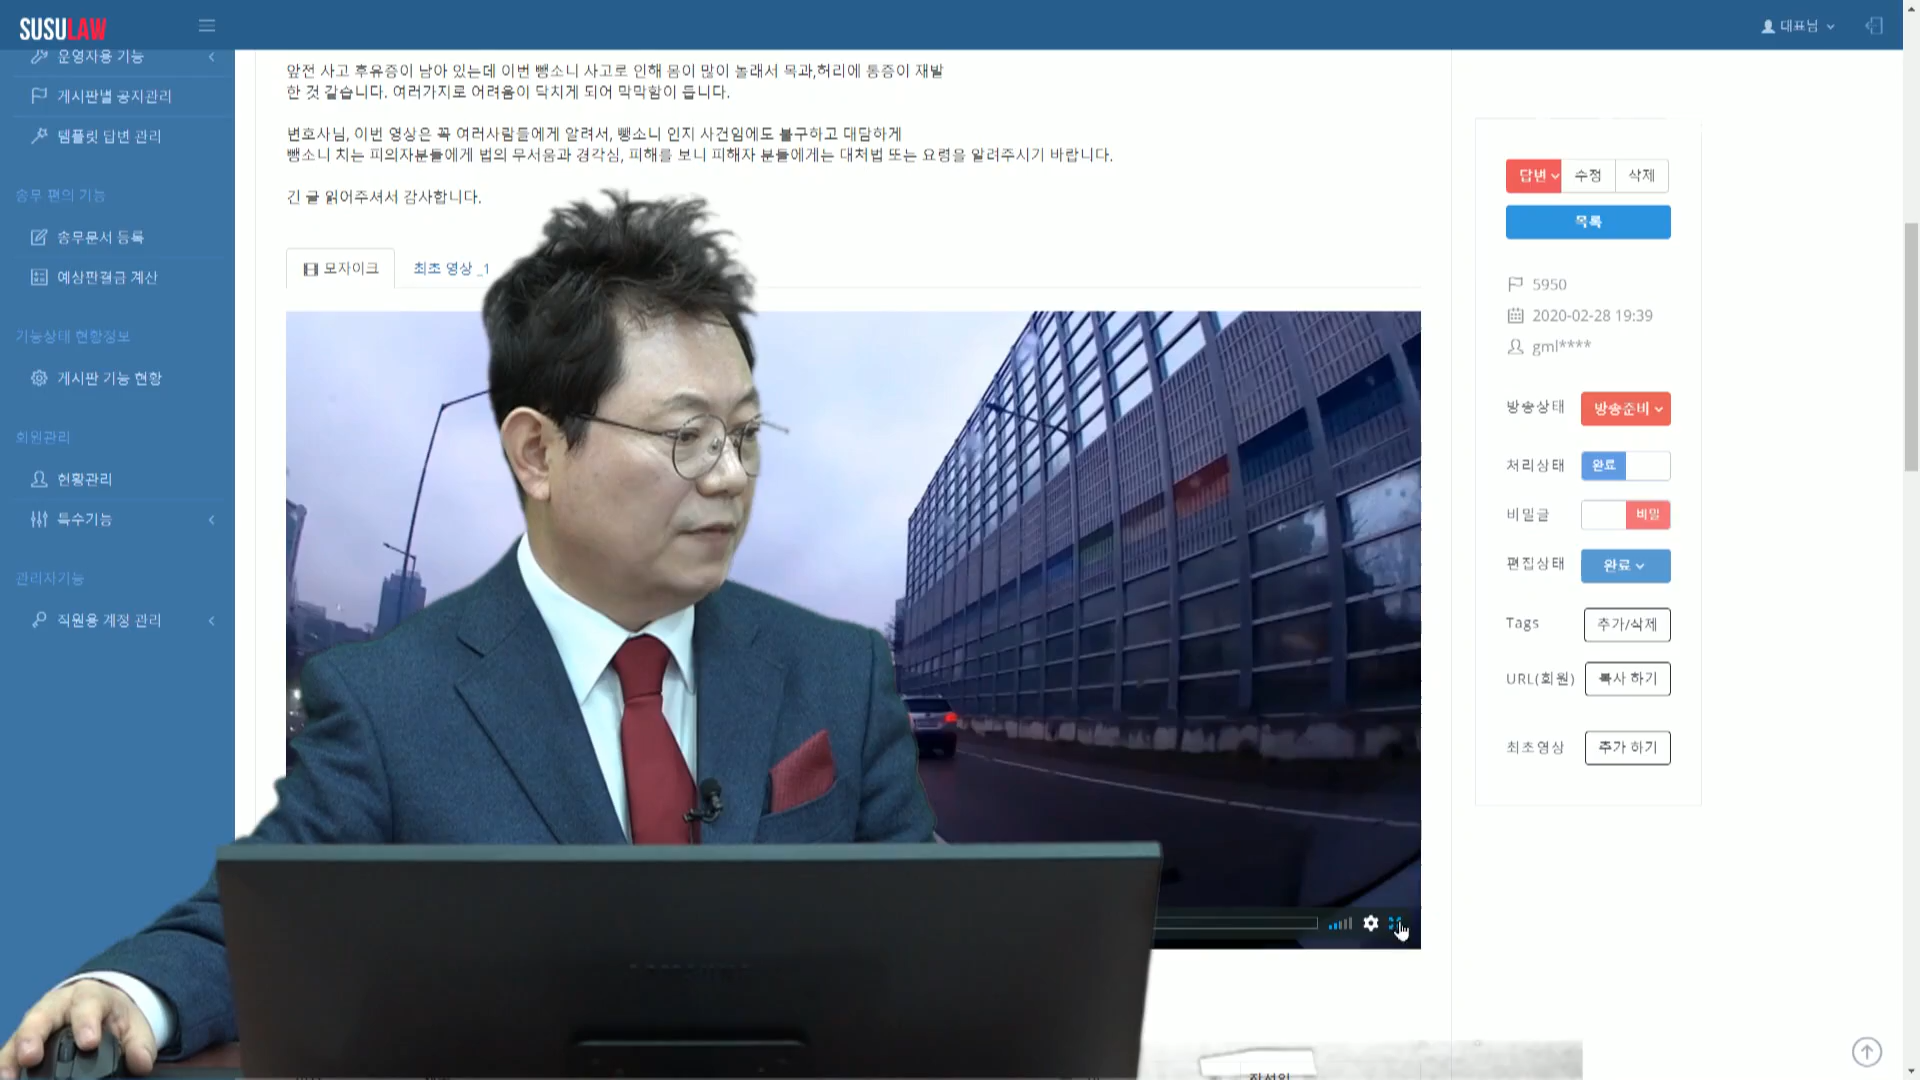 SUSULAW
대표님
운영자용 기능
게시판별 공지관리
템플릿 답변 관리
송무 편의 기능
송무문서 등록
예상판결금 계산
기능상태 현황정보
게시판 기능 현황
회원관리
현황관리
특수기능
관리자기능
직원용 계정 관리
앞전 사고 후유증이 남아 있는데 이번 뺑소니 사고로 인해 몸이 많이 놀래서 목과,허리에 통증이 재발
한 것 같습니다. 여러가지로 어려움이 닥치게 되어 막막함이 듭니다.
변호사님, 이번 영상은 꼭 여러사람들에게 알려서, 뺑소니 인지 사건임에도 불구하고 대담하게
뺑소니 치는 피의자분들에게 법의 무서움과 경각심, 피해를 보니 피해자 분들에게는 대처법 또는 요령을 알려주시기 바랍니다.
긴 글 읽어주셔서 감사합니다.
모자이크
최초 영상 _1
답변
수정
삭제
목록
5950
2020-02-28 19:39
gml****
방송상태
방송준비
처리상태
완료
비밀글
비밀
편집상태
완료
Tags
추가/삭제
URL(회원)
복사 하기
최초영상
추가 하기